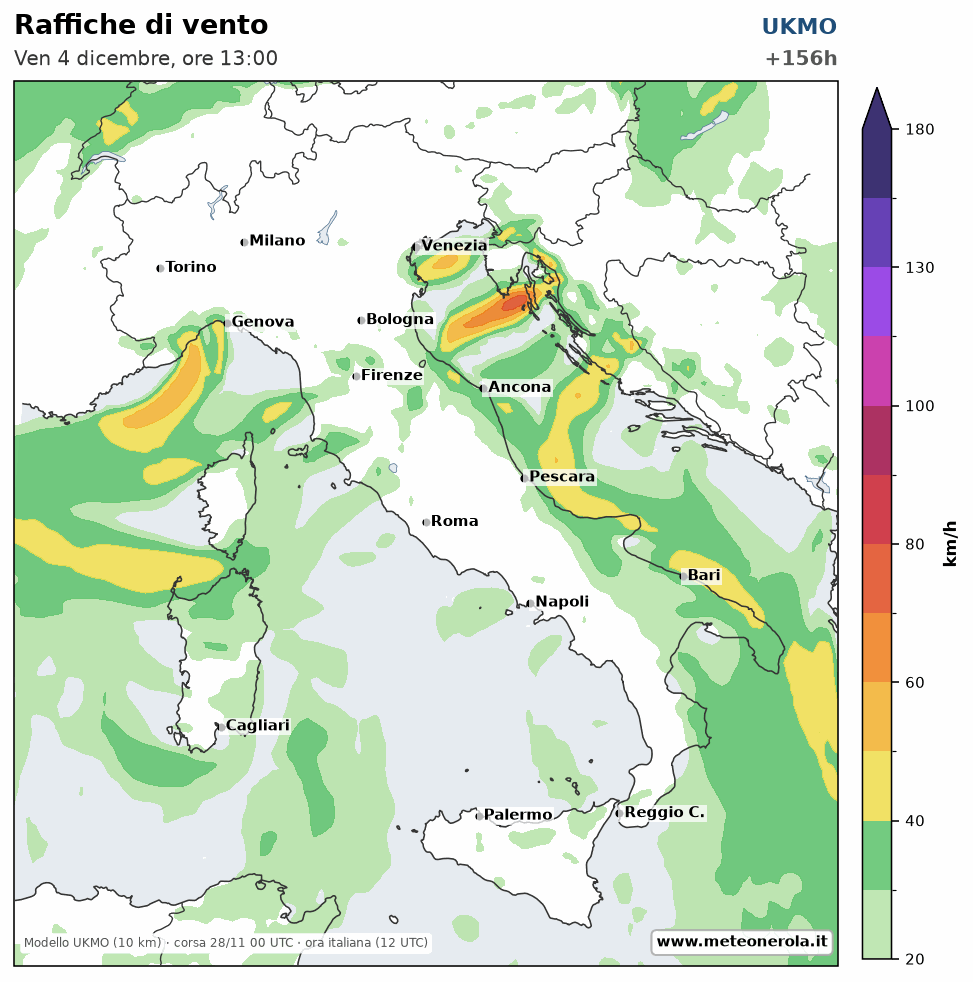 Raffiche di vento
UKMO
Ven 4 dicembre, ore 13:00
+156h
180
Milano
Venezia
Torino
130
Genova
Bologna
Firenze
Ancona
100
Pescara
Roma
80
km/h
Bari
Napoli
60
Cagliari
Palermo
Reggio C.
40
Modello UKMO (10 km) · corsa 28/11 00 UTC · ora italiana (12 UTC)
www.meteonerola.it
20